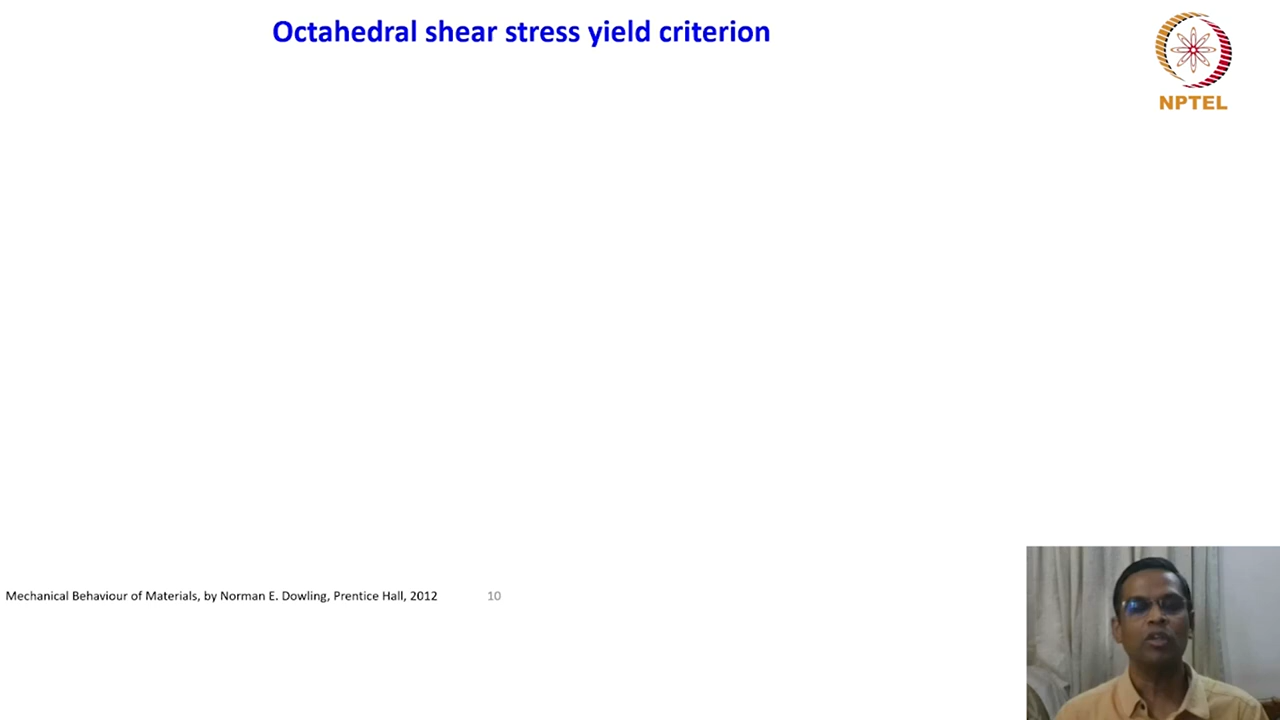 Octahedral shear stress yield criterion
NPTEL
Mechanical Behaviour of Materials, by Norman E. Dowling, Prentice Hall, 2012
10